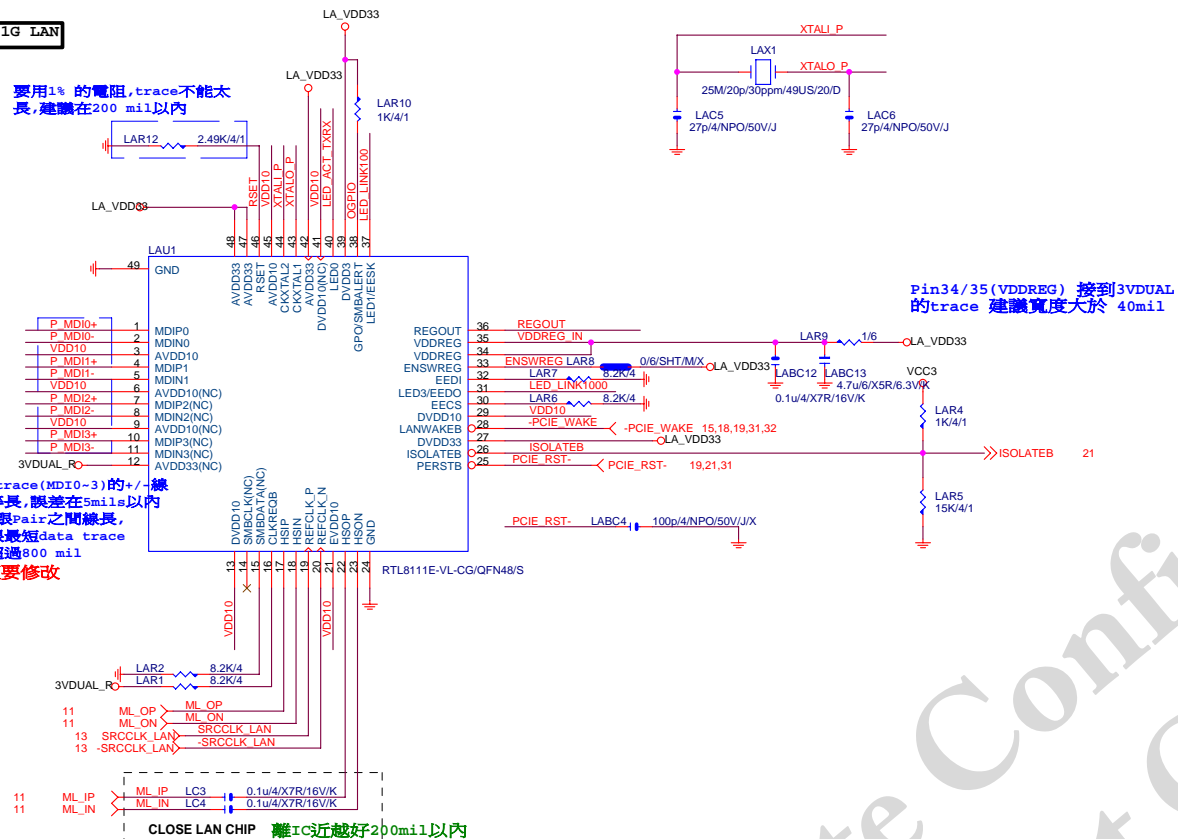 1G LAN
LA_VDD33
XTALI_P
LAX1
XTALO_P
25M/20p/30ppm/49US/20/D
LAC5
27p/4/NPO/50V/J
LAC6
27p/4/NPO/50V/J
要用1% 的電阻,trace不能太
長,建議在200 mil以內
LA_VDD33
LAR10
1K/4/1
LAR12
2.49K/4/1
LA_VDD33
RSET
VDD10
XTALI_P
XTALO_P
VDD10
LED_ACT_TXRX
OGPIO
LED_LINK100
48
47
46
45
44
43
42
41
40
39
38
37
LAU1
AVDD33
AVDD33
RSET
AVDD10
CKXTAL2
CKXTAL1
AVDD33
DVDD10(NC)
LED0
DVDD3
GPO/SMBALERT
LED1/EESK
49 GND
P_MDI0+ 1 MDIP0
P_MDI0- 2 MDIN0
VDD10 3 AVDD10
P_MDI1+ 4 MDIP1
P_MDI1- 5 MDIN1
VDD10 6 AVDD10(NC)
P_MDI2+ 7 MDIP2(NC)
P_MDI2- 8 MDIN2(NC)
VDD10 9 AVDD10(NC)
P_MDI3+ 10 MDIP3(NC)
P_MDI3- 11 MDIN3(NC)
3VDUAL_R 12 AVDD33(NC)
REGOUT 36 REGOUT
VDDREG 35 VDDREG_IN
VDDREG 34
ENSWREG 33 ENSWREG LAR8 0/6/SHT/M/X LA_VDD33
EEDI 32 LAR7 8.2K/4
LED3/EEDO 31 LED_LINK1000
EECS 30 LAR6 8.2K/4
DVDD10 29 VDD10
LANWAKEB 28 -PCIE_WAKE -PCIE_WAKE 15,18,19,31,32
DVDD33 27 LA_VDD33
ISOLATEB 26 ISOLATEB
PERSTB 25 PCIE_RST- PCIE_RST- 19,21,31
Pin34/35(VDDREG) 接到3VDUAL
的trace 建議寬度大於 40mil
LAR9 1/6 LA_VDD33
LABC12 LABC13
4.7u/6/X5R/6.3V/K
0.1u/4/X7R/16V/K
VCC3
LAR4
1K/4/1
ISOLATEB 21
LAR5
15K/4/1
PCIE_RST- LABC4 100p/4/NPO/50V/J/X
trace(MDI0~3)的+/-線
長,誤差在5mils以內
跟Pair之間線長,
最短data trace
過800 mil
要修改
DVDD10
SMBCLK(NC)
SMBDATA(NC)
CLKREQB
HSIP
HSIN
REFCLK_P
REFCLK_N
EVDD10
HSOP
HSON
GND
13
14
15
16
17
18
19
20
21
22
23
24
RTL8111E-VL-CG/QFN48/S
VDD10
VDD10
LAR2 8.2K/4
3VDUAL_R LAR1 8.2K/4
11 ML_OP ML_OP
11 ML_ON ML_ON
13 SRCCLK_LAN SRCCLK_LAN
13 -SRCCLK_LAN -SRCCLK_LAN
11 ML_IP ML_IP LC3 0.1u/4/X7R/16V/K
11 ML_IN ML_IN LC4 0.1u/4/X7R/16V/K
CLOSE LAN CHIP 離IC近越好200mil以內